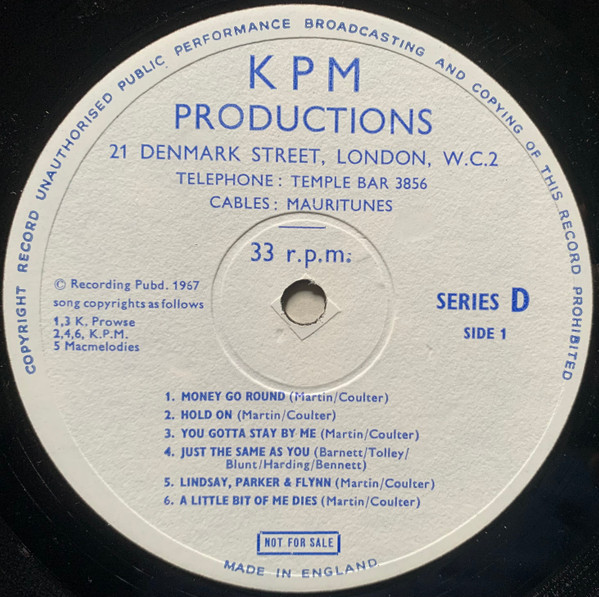 COPYRIGHT RECORD UNAUTHORISED PUBLIC PERFORMANCE BROADCASTING AND COPYING OF THIS RECORD PROHIBITED
KPM
PRODUCTIONS
21 DENMARK STREET, LONDON, W.C.2
TELEPHONE: TEMPLE BAR 3856
CABLES: MAURITUNES
33 r.p.m.
© Recording Pubd. 1967
song copyrights as follows
1,3 K. Prowse
2,4,6, K.P.M.
5 Macmelodies
SERIES D
SIDE 1
1. MONEY GO ROUND (Martin/Coulter)
2. HOLD ON (Martin/Coulter)
3. YOU GOTTA STAY BY ME (Martin/Coulter)
4. JUST THE SAME AS YOU (Barnett/Tolley/
Blunt/Harding/Bennett)
5. LINDSAY, PARKER & FLYNN (Martin/Coulter)
6. A LITTLE BIT OF ME DIES (Martin/Coulter)
NOT FOR SALE
MADE IN ENGLAND